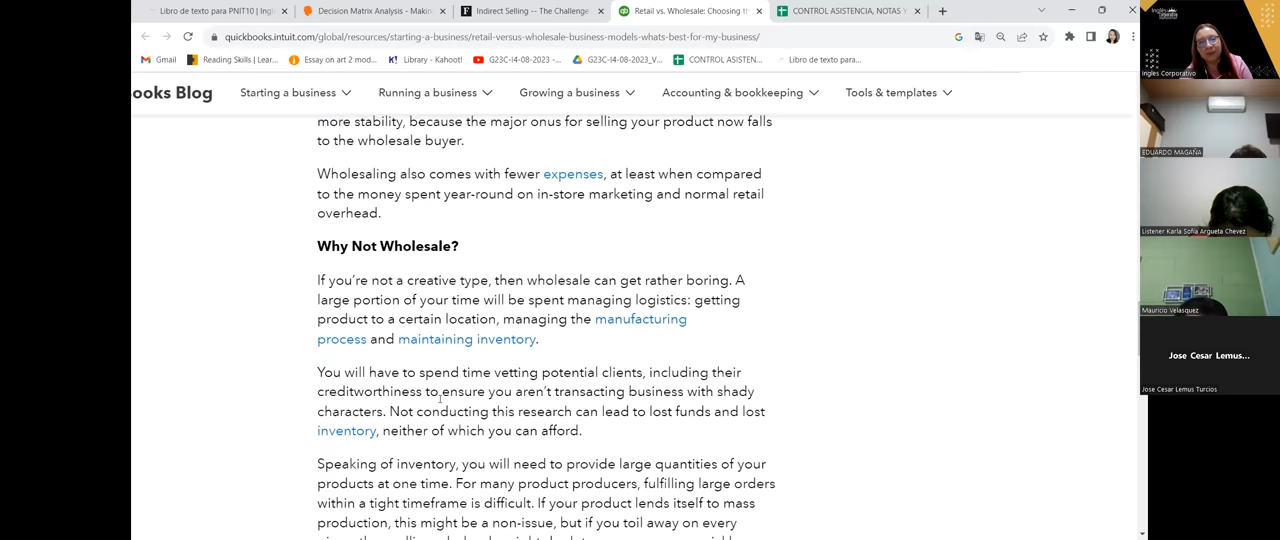 Libro de texto para PNIT10 | Ingl
Decision Matrix Analysis - Makin
Indirect Selling -- The Challenge
Retail vs. Wholesale: Choosing th
CONTROL ASISTENCIA, NOTAS Y
quickbooks.intuit.com/global/resources/starting-a-business/retail-versus-wholesale-business-models-whats-best-for-my-business/
Gmail
Reading Skills | Lear...
Essay on art 2 mod...
Library - Kahoot!
G23C-I4-08-2023 -...
G23C-I4-08-2023_V...
CONTROL ASISTEN...
Libro de texto para...
ooks Blog
Starting a business
Running a business
Growing a business
Accounting & bookkeeping
Tools & templates
more stability, because the major onus for selling your product now falls
to the wholesale buyer.
Wholesaling also comes with fewer expenses, at least when compared
to the money spent year-round on in-store marketing and normal retail
overhead.
Why Not Wholesale?
If you’re not a creative type, then wholesale can get rather boring. A
large portion of your time will be spent managing logistics: getting
product to a certain location, managing the manufacturing
process and maintaining inventory.
You will have to spend time vetting potential clients, including their
creditworthiness to ensure you aren’t transacting business with shady
characters. Not conducting this research can lead to lost funds and lost
inventory, neither of which you can afford.
Speaking of inventory, you will need to provide large quantities of your
products at one time. For many product producers, fulfilling large orders
within a tight timeframe is difficult. If your product lends itself to mass
production, this might be a non-issue, but if you toil away on every
Ingles Corporativo
EDUARDO MAGAÑA
Listener Karla Sofia Argueta Chevez
Mauricio Velasquez
Jose Cesar Lemus...
Jose Cesar Lemus Turcios